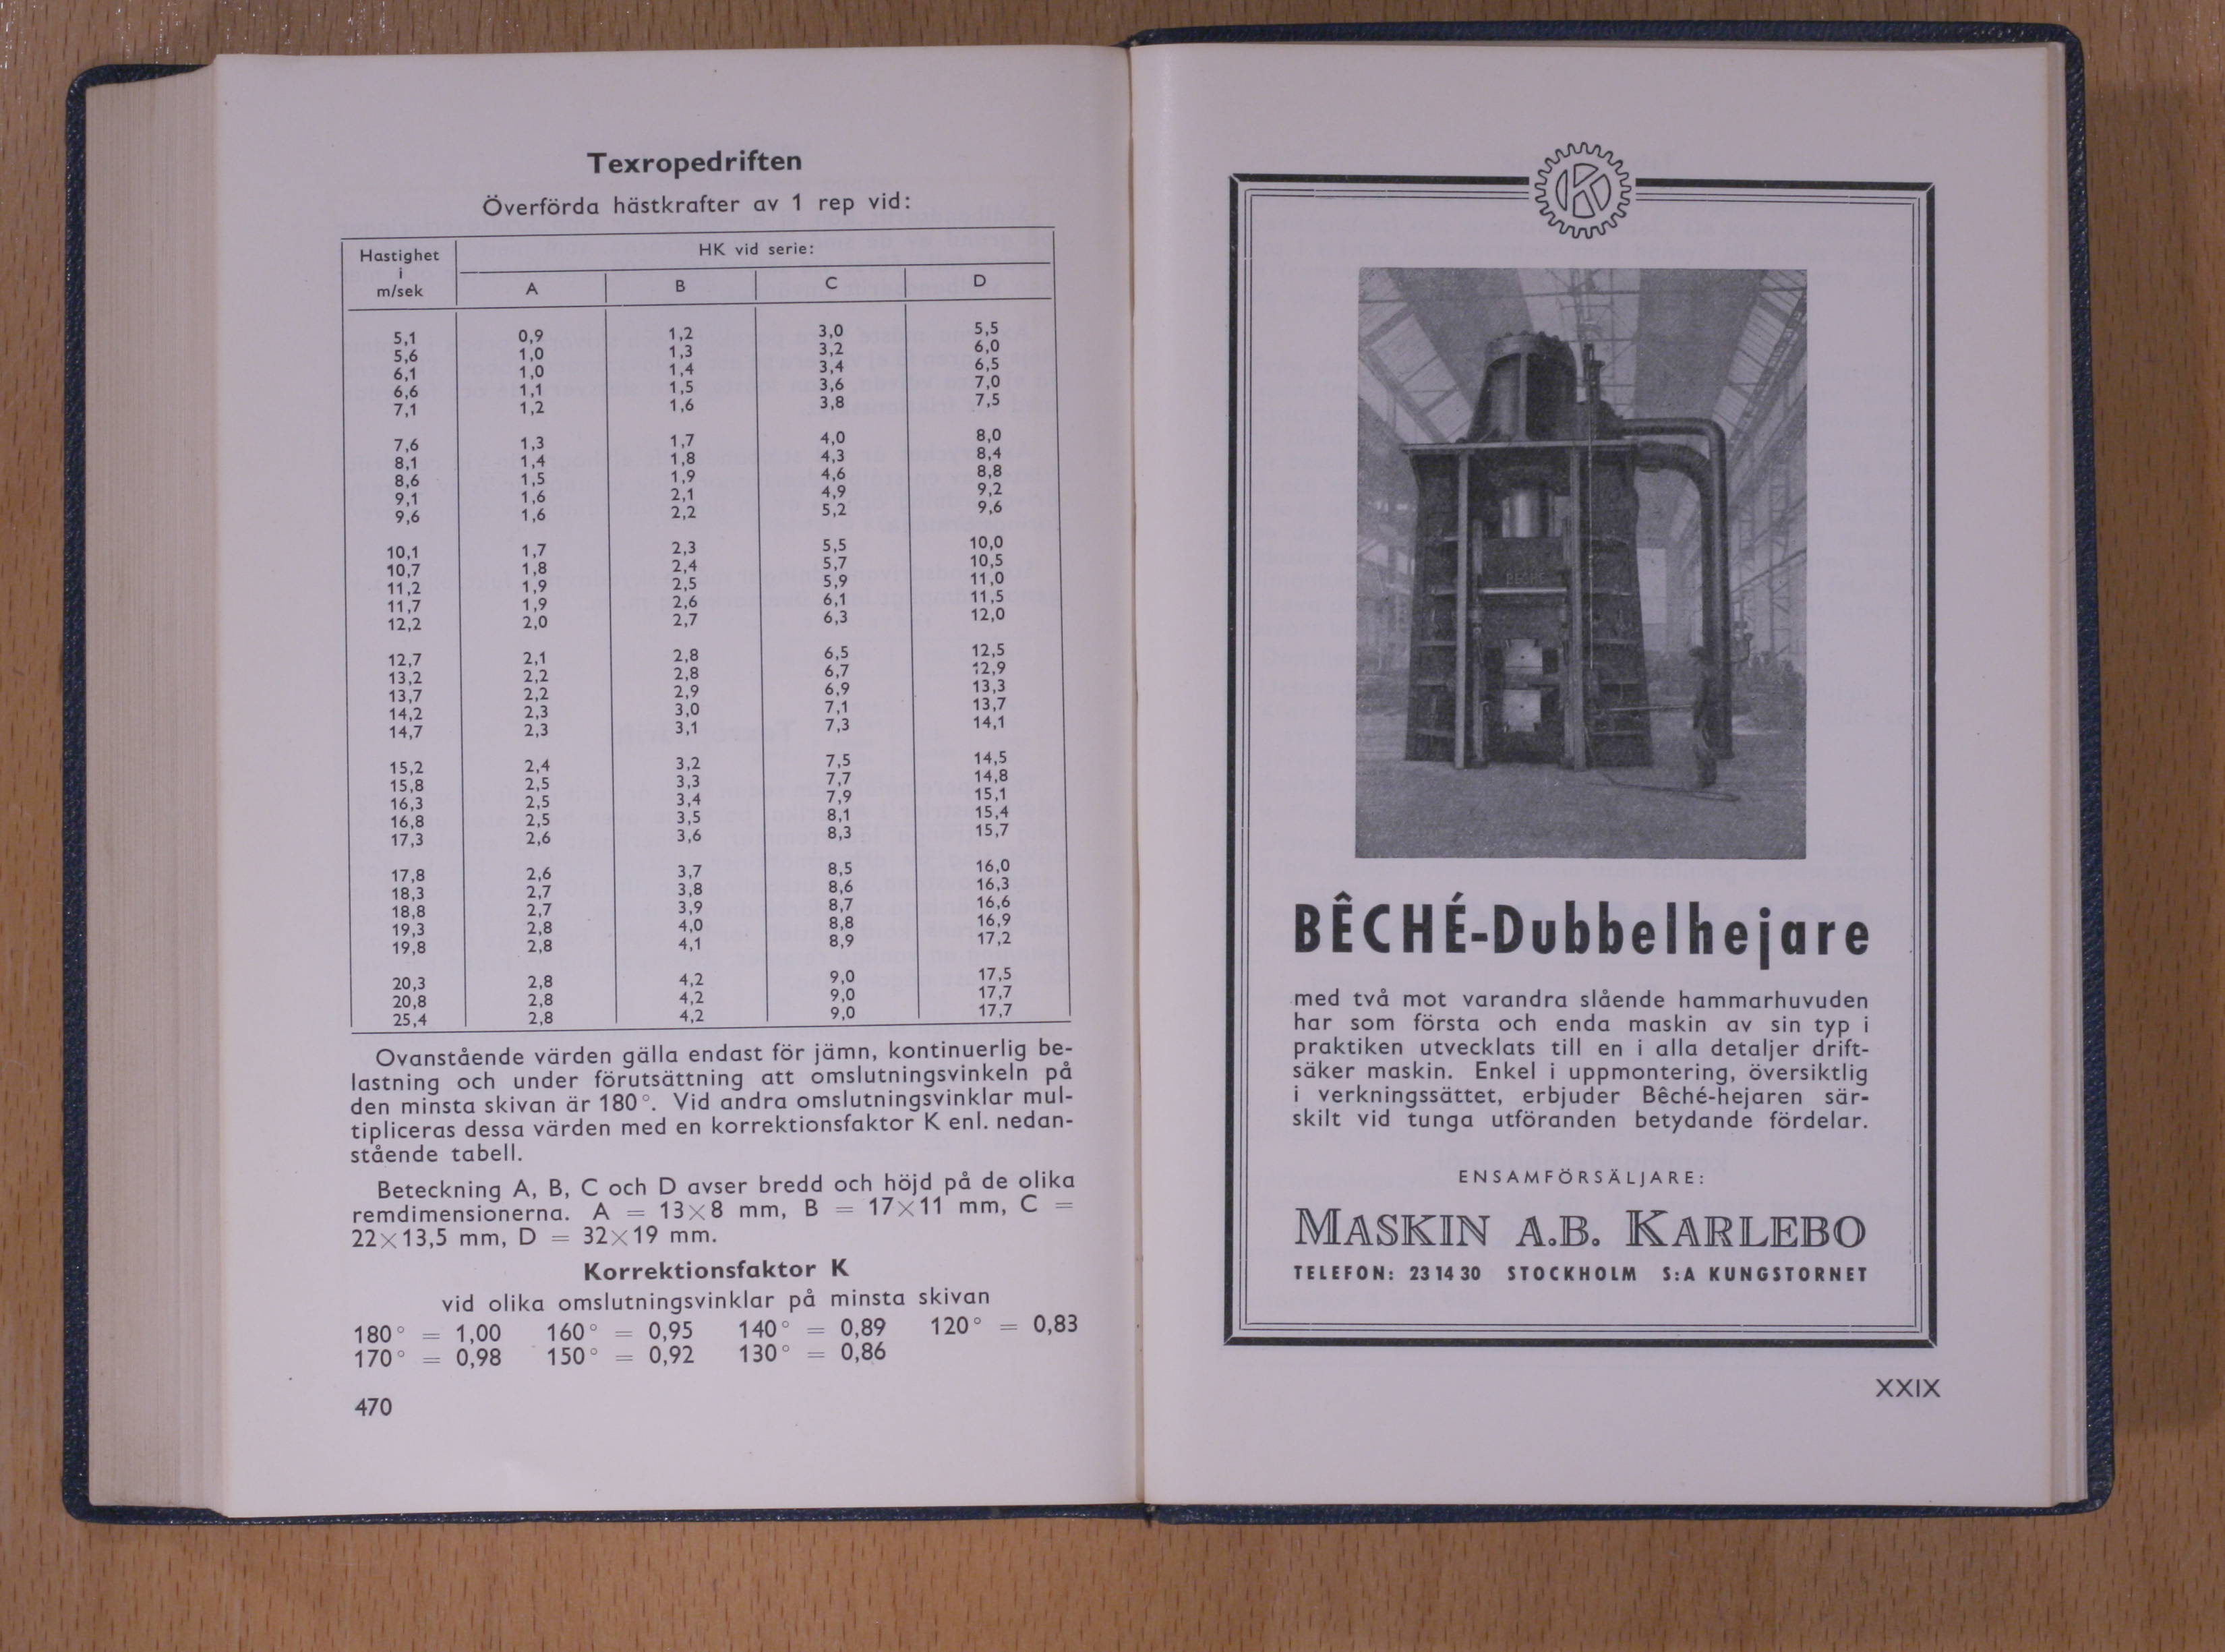 Texropedriften
Överförda hästkrafter av 1 rep vid:
Hastighet i m/sek HK vid serie:
A B C D
5,1 0,9 1,2 3,0 5,5
5,6 1,0 1,3 3,2 6,0
6,1 1,0 1,4 3,4 6,5
6,6 1,1 1,5 3,6 7,0
7,1 1,2 1,6 3,8 7,5
7,6 1,3 1,7 4,0 8,0
8,1 1,4 1,8 4,3 8,4
8,6 1,5 1,9 4,6 8,8
9,1 1,6 2,1 4,9 9,2
9,6 1,6 2,2 5,2 9,6
10,1 1,7 2,3 5,5 10,0
10,7 1,8 2,4 5,7 10,5
11,2 1,9 2,5 5,9 11,0
11,7 1,9 2,6 6,1 11,5
12,2 2,0 2,7 6,3 12,0
12,7 2,1 2,8 6,5 12,5
13,2 2,2 2,8 6,7 12,9
13,7 2,2 2,9 6,9 13,3
14,2 2,3 3,0 7,1 13,7
14,7 2,3 3,1 7,3 14,1
15,2 2,4 3,2 7,5 14,5
15,8 2,5 3,3 7,7 14,8
16,3 2,5 3,4 7,9 15,1
16,8 2,5 3,5 8,1 15,4
17,3 2,6 3,6 8,3 15,7
17,8 2,6 3,7 8,5 16,0
18,3 2,7 3,8 8,6 16,3
18,8 2,7 3,9 8,7 16,6
19,3 2,8 4,0 8,8 16,9
19,8 2,8 4,1 8,9 17,2
20,3 2,8 4,2 9,0 17,5
20,8 2,8 4,2 9,0 17,7
25,4 2,8 4,2 9,0 17,7
Ovanstående värden gälla endast för jämn, kontinuerlig be-
lastning och under förutsättning att omslutningsvinkeln på
den minsta skivan är 180°. Vid andra omslutningsvinklar mul-
tipliceras dessa värden med en korrektionsfaktor K enl. nedan-
stående tabell.
Beteckning A, B, C och D avser bredd och höjd på de olika
remdimensionerna. A = 13×8 mm, B = 17×11 mm, C =
22×13,5 mm, D = 32×19 mm.
Korrektionsfaktor K
vid olika omslutningsvinklar på minsta skivan
180° = 1,00 160° = 0,95 140° = 0,89 120° = 0,83
170° = 0,98 150° = 0,92 130° = 0,86
470
K
BECHÉ
BÊCHÉ-Dubbelhejare
med två mot varandra slående hammarhuvuden
har som första och enda maskin av sin typ i
praktiken utvecklats till en i alla detaljer drift-
säker maskin. Enkel i uppmontering, översiktlig
i verkningssättet, erbjuder Bêché-hejaren sär-
skilt vid tunga utföranden betydande fördelar.
ENSAMFÖRSÄLJARE:
MASKIN A.B. KARLEBO
TELEFON: 23 14 30 STOCKHOLM S:A KUNGSTORNET
XXIX